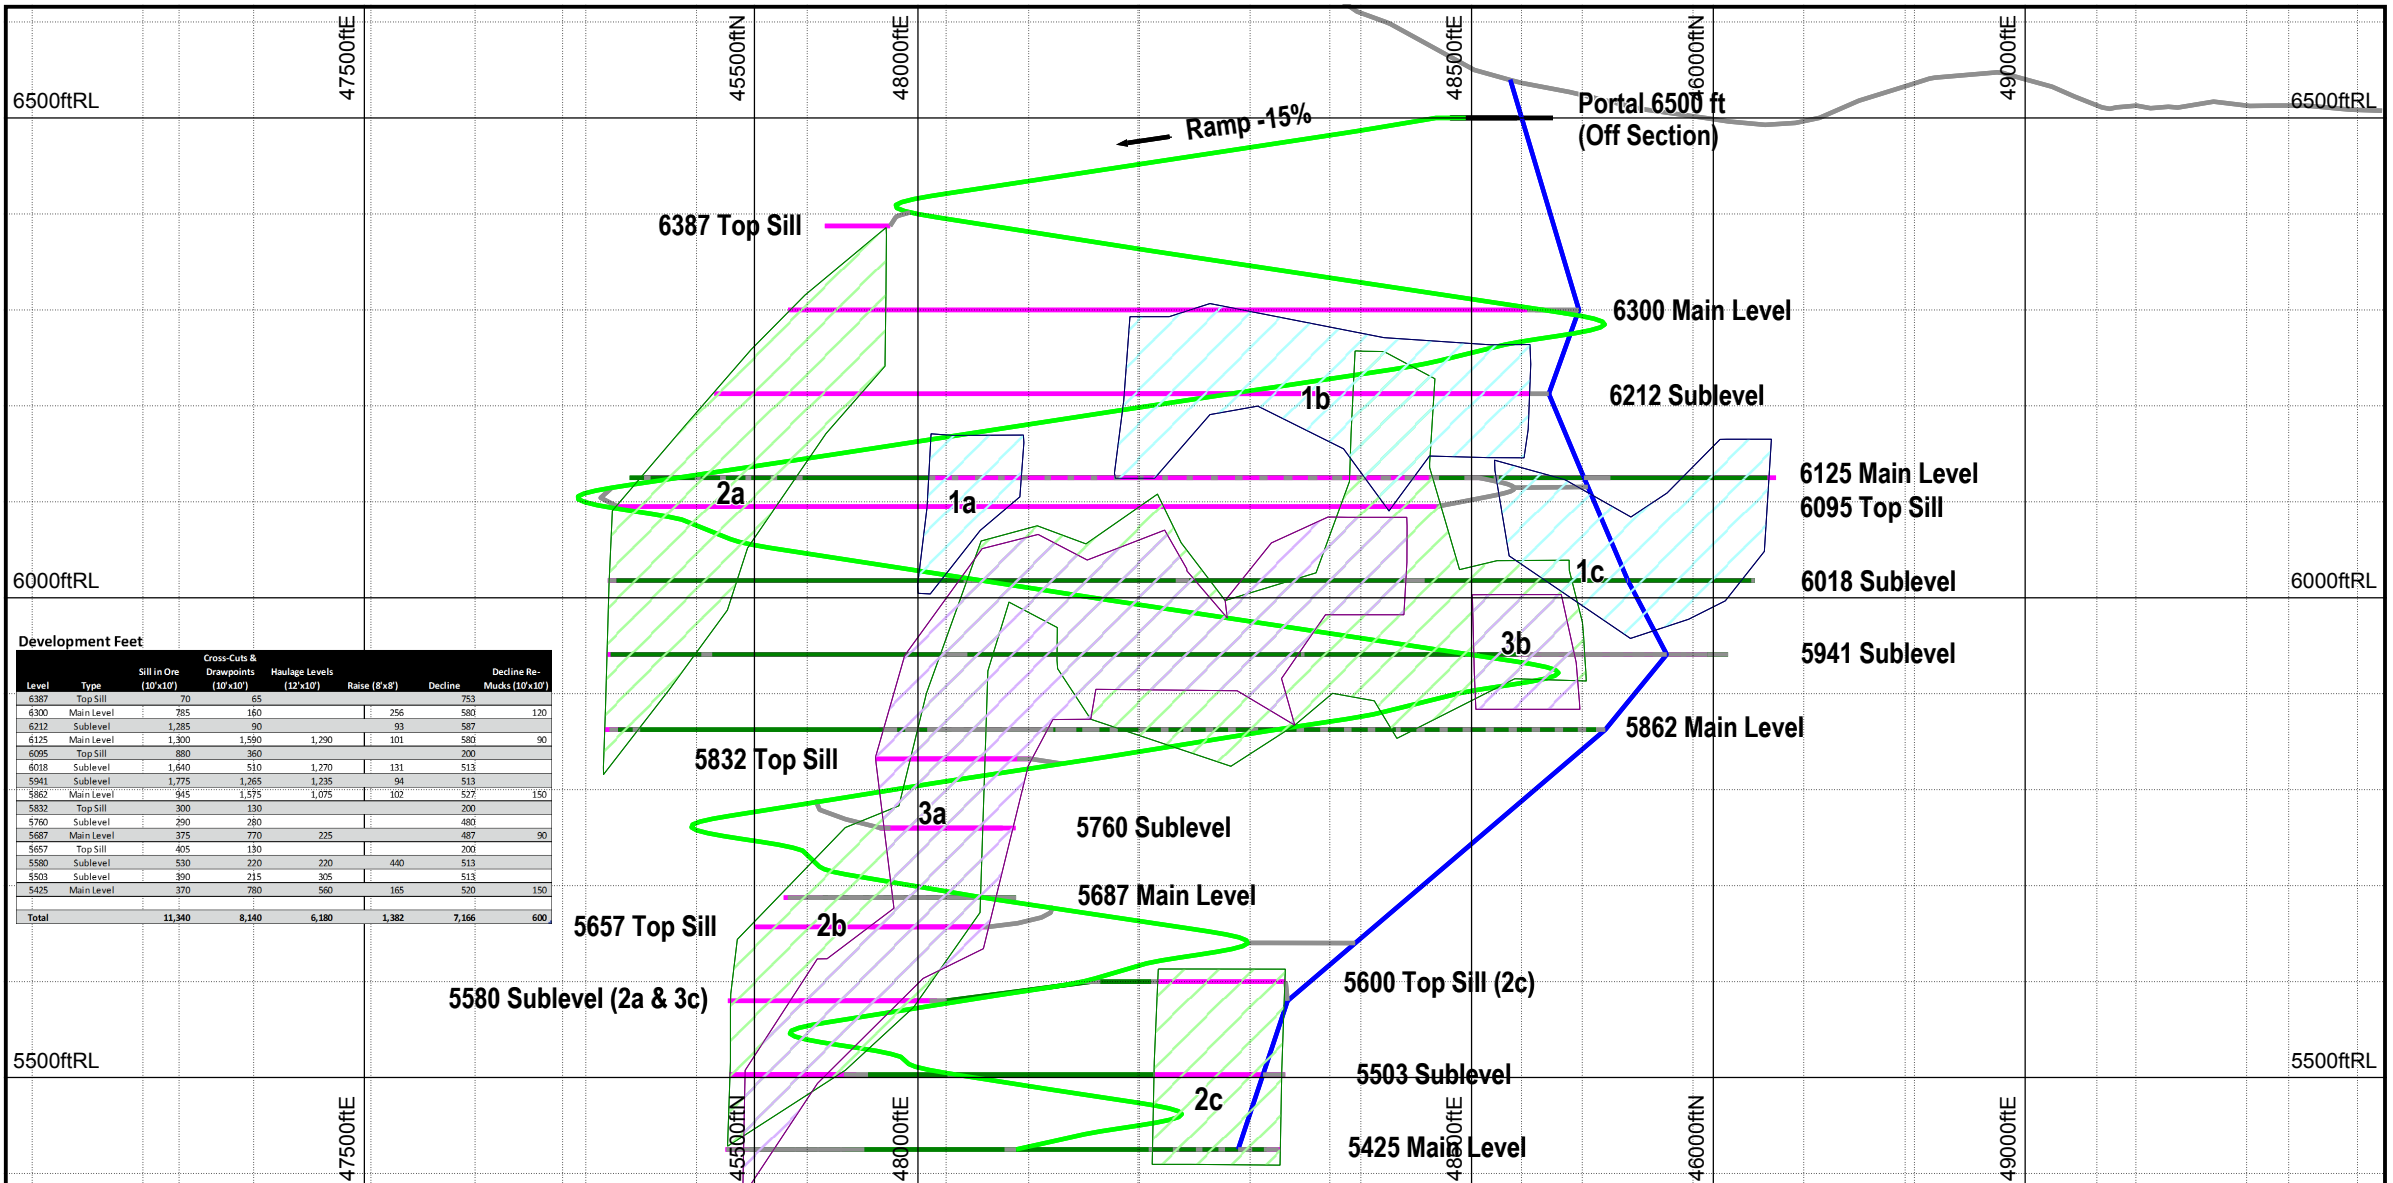 47500ftE
45500ftN
48000ftE
48500ftE
46000ftN
49000ftE
6500ftRL
Ramp -15%
Portal 6500 ft
(Off Section)
6500ftRL
6387 Top Sill
6300 Main Level
1b
6212 Sublevel
2a
1a
6125 Main Level
6095 Top Sill
6000ftRL
1c
6018 Sublevel
6000ftRL
3b
5941 Sublevel
5862 Main Level
5832 Top Sill
3a
5760 Sublevel
5687 Main Level
5657 Top Sill
2b
5600 Top Sill (2c)
5580 Sublevel (2a & 3c)
5500ftRL
5503 Sublevel
5500ftRL
2c
5425 Main Level
47500ftE
45500ftN
48000ftE
48500ftE
46000ftN
49000ftE
Development Feet
Level Type Sill in Ore (10'x10') Cross-Cuts & Drawpoints (10'x10') Haulage Levels (12'x10') Raise (8'x8') Decline Decline Re-Mucks (10'x10')
6387 Top Sill 70 65 753
6300 Main Level 785 160 256 580 120
6212 Sublevel 1,285 90 93 587
6125 Main Level 1,300 1,590 1,290 101 580 90
6095 Top Sill 880 360 200
6018 Sublevel 1,640 510 1,270 131 513
5941 Sublevel 1,775 1,265 1,235 94 513
5862 Main Level 945 1,575 1,075 102 527 150
5832 Top Sill 300 130 200
5760 Sublevel 290 280 480
5687 Main Level 375 770 225 487 90
5657 Top Sill 405 130 200
5580 Sublevel 530 220 220 440 513
5503 Sublevel 390 215 305 513
5425 Main Level 370 780 560 165 520 150
Total 11,340 8,140 6,180 1,382 7,166 600